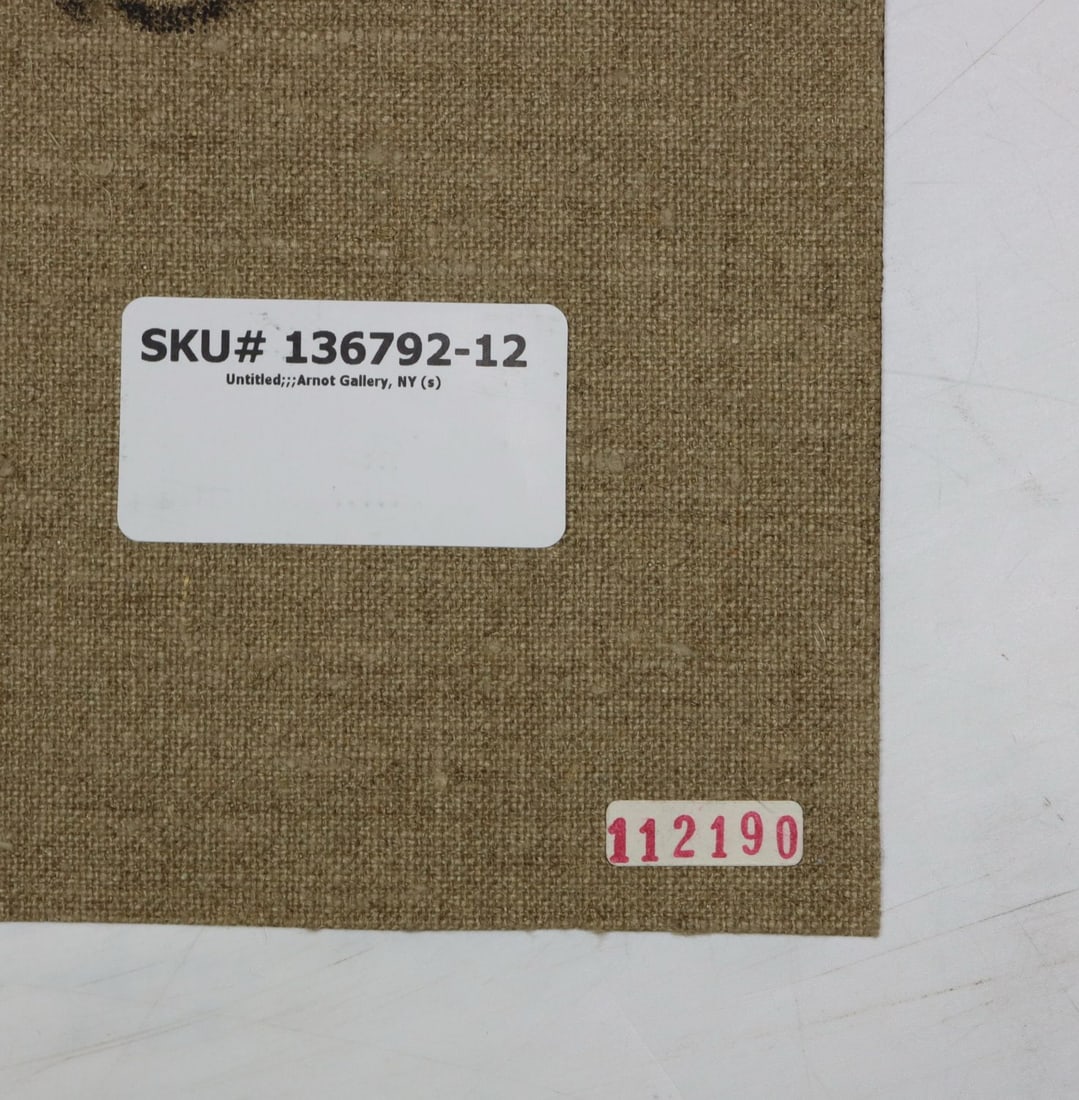 SKU# 136792-12
Untitled;;;Arnot Gallery, NY (s)
112190